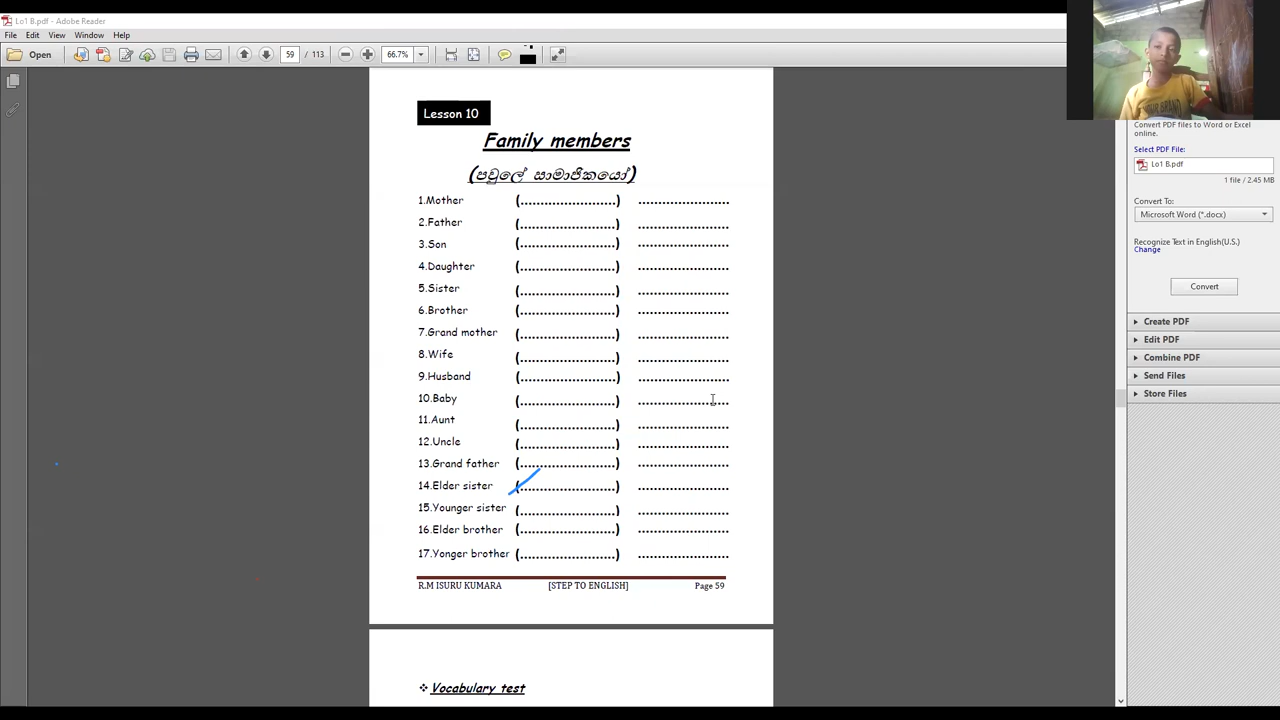 Lo1 B.pdf - Adobe Reader
File Edit View Window Help
Open 59 / 113 66.7%
Lesson 10
Family members
(පවුලේ සාමාජිකයෝ)
1.Mother (........................) .......................
2.Father (........................) .......................
3.Son (........................) .......................
4.Daughter (........................) .......................
5.Sister (........................) .......................
6.Brother (........................) .......................
7.Grand mother (........................) .......................
8.Wife (........................) .......................
9.Husband (........................) .......................
10.Baby (........................) .......................
11.Aunt (........................) .......................
12.Uncle (........................) .......................
13.Grand father (........................) .......................
14.Elder sister (........................) .......................
15.Younger sister (........................) .......................
16.Elder brother (........................) .......................
17.Yonger brother (........................) .......................
R.M ISURU KUMARA [STEP TO ENGLISH] Page 59
❖ Vocabulary test
Convert PDF files to Word or Excel
online.
Select PDF File:
Lo1 B.pdf
1 file / 2.45 MB
Convert To:
Microsoft Word (*.docx)
Recognize Text in English(U.S.)
Change
Convert
Create PDF
Edit PDF
Combine PDF
Send Files
Store Files